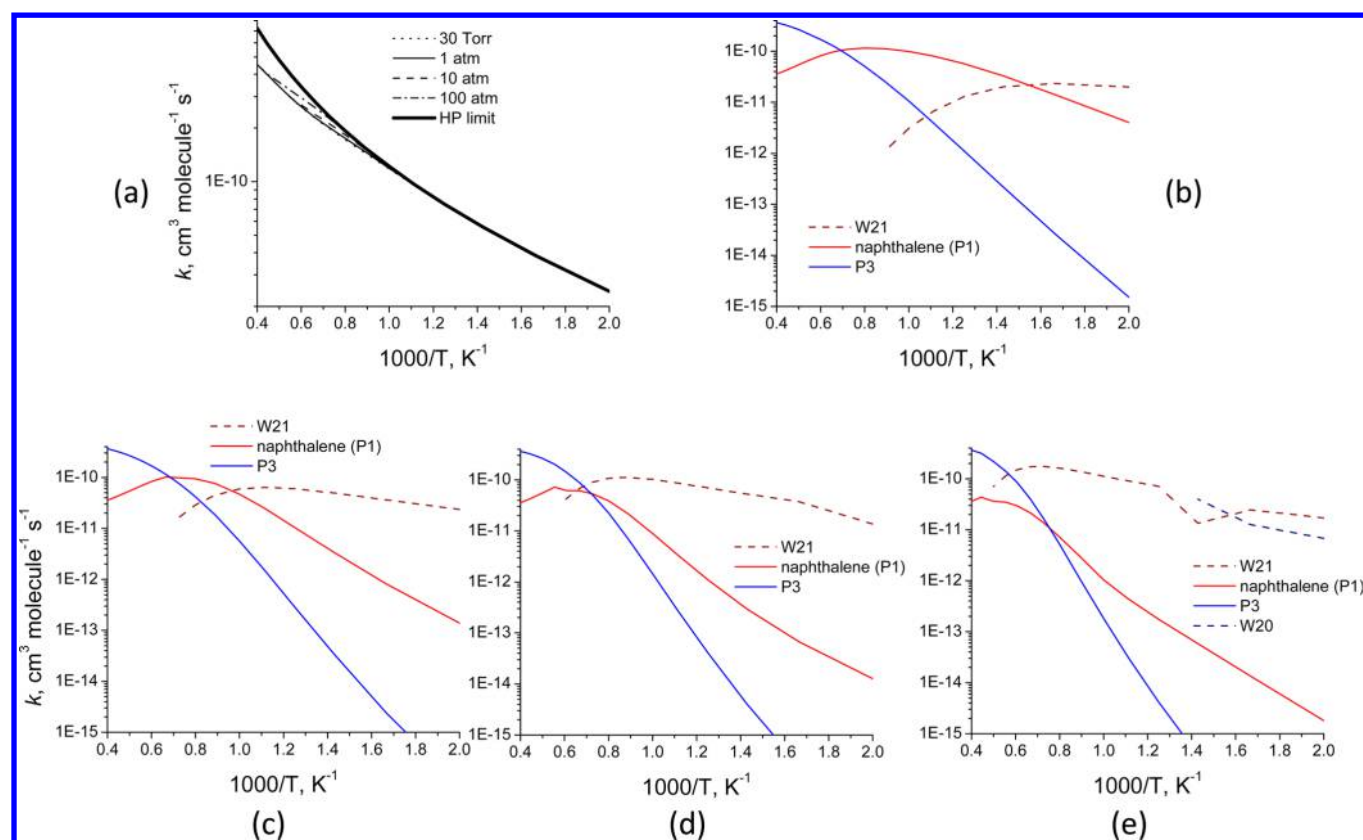 30 Torr
1 atm
10 atm
100 atm
HP limit
1E-10
k, cm³ molecule⁻¹ s⁻¹
0.4 0.6 0.8 1.0 1.2 1.4 1.6 1.8 2.0
1000/T, K⁻¹
(a)
1E-10
1E-11
1E-12
1E-13
1E-14
1E-15
W21
naphthalene (P1)
P3
0.4 0.6 0.8 1.0 1.2 1.4 1.6 1.8 2.0
1000/T, K⁻¹
(b)
W21
naphthalene (P1)
P3
1E-10
1E-11
1E-12
1E-13
1E-14
1E-15
k, cm³ molecule⁻¹ s⁻¹
0.4 0.6 0.8 1.0 1.2 1.4 1.6 1.8 2.0
1000/T, K⁻¹
(c)
1E-10
1E-11
1E-12
1E-13
1E-14
1E-15
W21
naphthalene (P1)
P3
0.4 0.6 0.8 1.0 1.2 1.4 1.6 1.8 2.0
1000/T, K⁻¹
(d)
1E-10
1E-11
1E-12
1E-13
1E-14
1E-15
W21
naphthalene (P1)
P3
W20
0.4 0.6 0.8 1.0 1.2 1.4 1.6 1.8 2.0
1000/T, K⁻¹
(e)